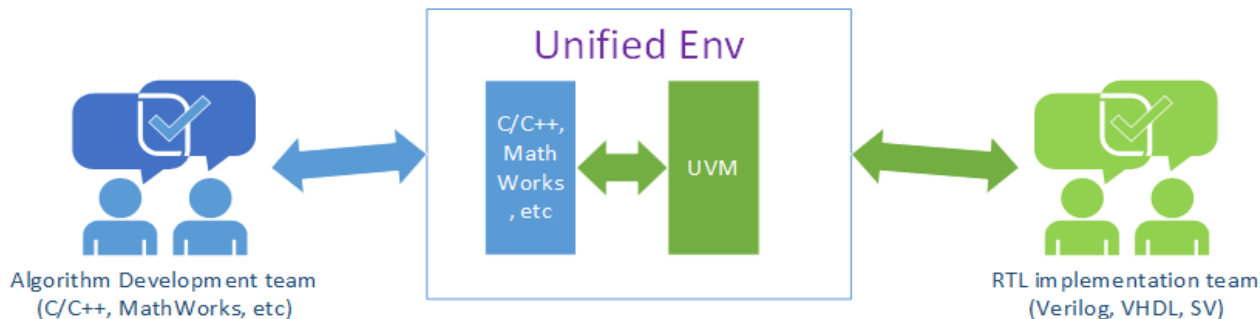 Unified Env
C/C++,
Math
Works
, etc
UVM
Algorithm Development team
(C/C++, MathWorks, etc)
RTL implementation team
(Verilog, VHDL, SV)